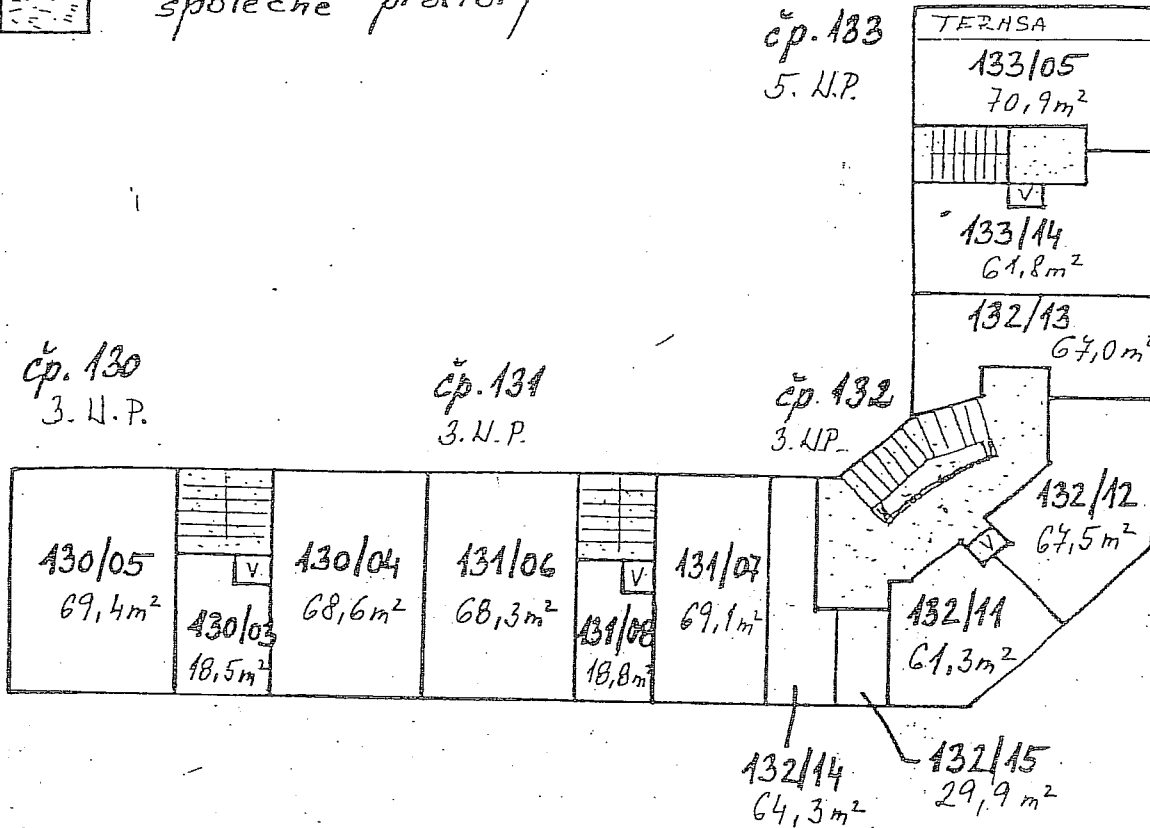 společné prostory
čp. 133
5. N.P.
TERASA
133/05
70,9m²
V
133/14
61,8m²
132/13
67,0m²
čp. 130
3. N.P.
čp. 131
3. N.P.
čp. 132
3. NP.
130/05
69,4m²
V
130/03
18,5m²
130/04
68,6m²
131/06
68,3m²
V
131/08
18,8m²
131/07
69,1m²
132/12
67,5m²
V
132/11
61,3m²
132/14
64,3m²
132/15
29,9m²